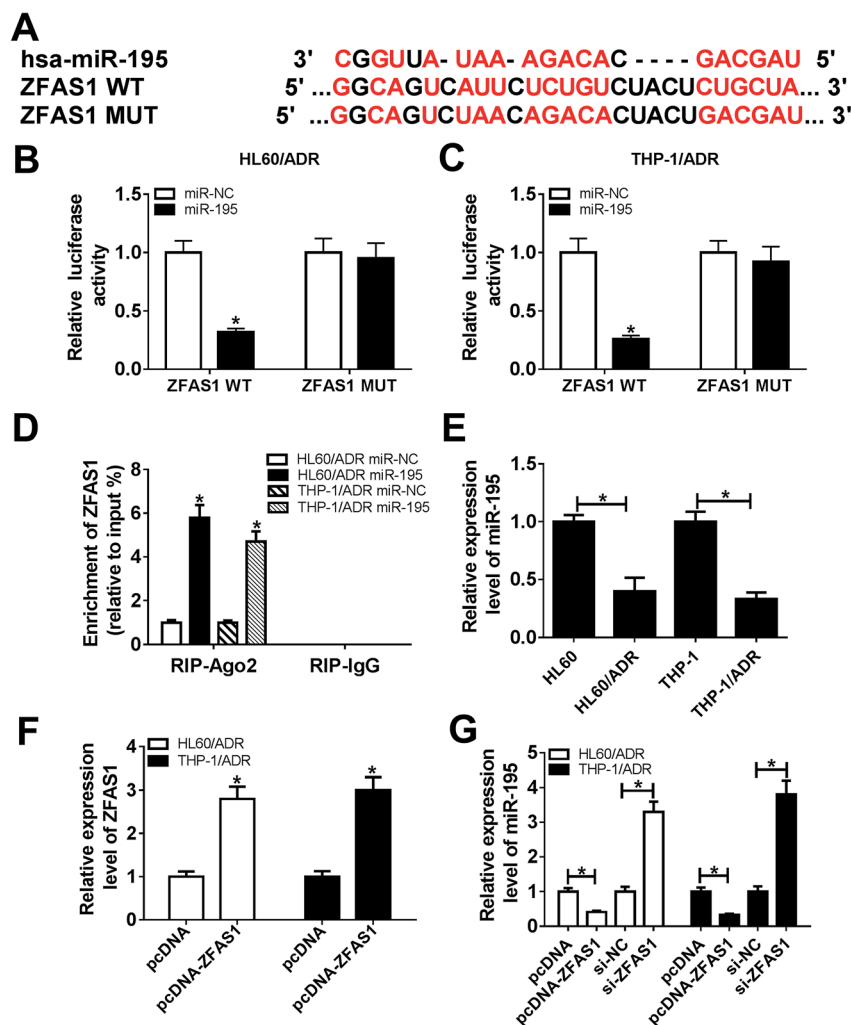 A
hsa-miR-195 3' CGGUUA- UAA- AGACAC - - - - GACGAU 5'
ZFAS1 WT 5' ...GGCAGUCAUUCUCUGUCUACUCUGCUA... 3'
ZFAS1 MUT 5' ...GGCAGUCUAACAGACACUACUGACGAU... 3'
B
HL60/ADR
miR-NC
miR-195
Relative luciferase activity
1.5
1.0
0.5
0.0
*
ZFAS1 WT ZFAS1 MUT
C
THP-1/ADR
miR-NC
miR-195
Relative luciferase activity
1.5
1.0
0.5
0.0
*
ZFAS1 WT ZFAS1 MUT
D
HL60/ADR miR-NC
HL60/ADR miR-195
THP-1/ADR miR-NC
THP-1/ADR miR-195
Enrichment of ZFAS1
(relative to input %)
8
6
4
2
0
* *
RIP-Ago2 RIP-IgG
E
Relative expression
level of miR-195
1.5
1.0
0.5
0.0
* *
HL60 HL60/ADR THP-1 THP-1/ADR
F
HL60/ADR
THP-1/ADR
Relative expression
level of ZFAS1
4
3
2
1
0
* *
pcDNA pcDNA-ZFAS1 pcDNA pcDNA-ZFAS1
G
HL60/ADR
THP-1/ADR
Relative expression
level of miR-195
5
4
3
2
1
0
* * * *
pcDNA pcDNA-ZFAS1 si-NC si-ZFAS1 pcDNA pcDNA-ZFAS1 si-NC si-ZFAS1